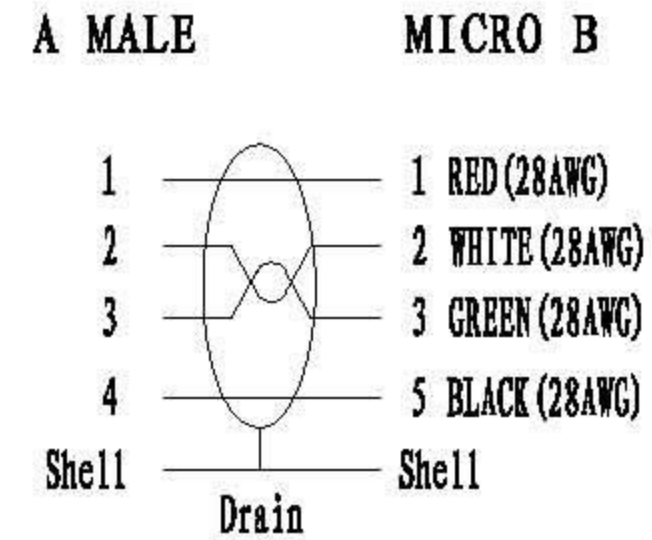 A MALE MICRO B
1 1 RED(28AWG)
2 2 WHITE(28AWG)
3 3 GREEN(28AWG)
4 5 BLACK(28AWG)
Shell Shell
Drain